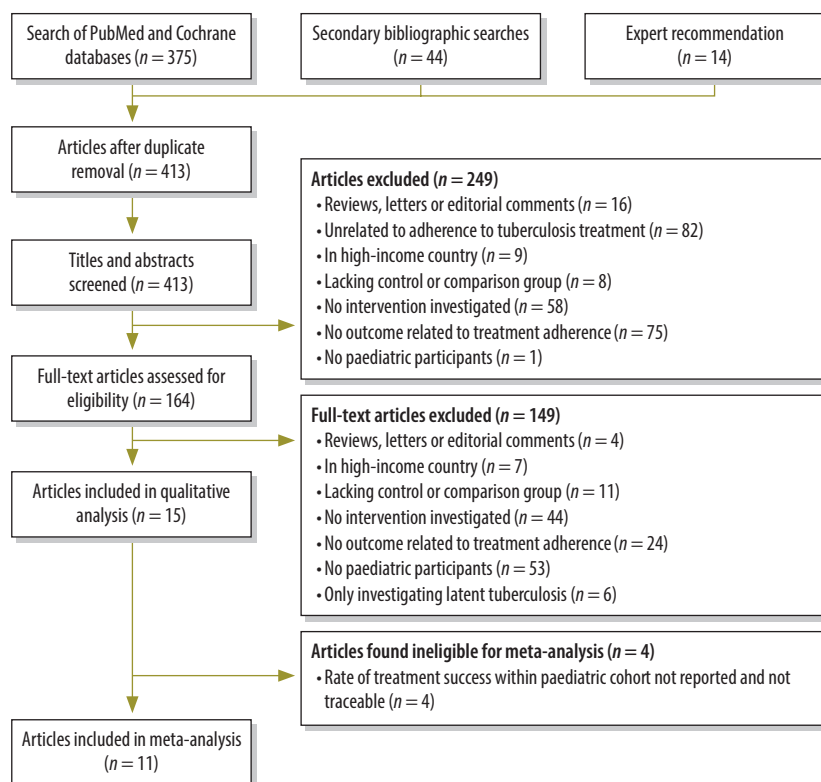 Search of PubMed and Cochrane
databases (n = 375)
Secondary bibliographic searches
(n = 44)
Expert recommendation
(n = 14)
Articles after duplicate
removal (n = 413)
Titles and abstracts
screened (n = 413)
Articles excluded (n = 249)
• Reviews, letters or editorial comments (n = 16)
• Unrelated to adherence to tuberculosis treatment (n = 82)
• In high-income country (n = 9)
• Lacking control or comparison group (n = 8)
• No intervention investigated (n = 58)
• No outcome related to treatment adherence (n = 75)
• No paediatric participants (n = 1)
Full-text articles assessed for
eligibility (n = 164)
Full-text articles excluded (n = 149)
• Reviews, letters or editorial comments (n = 4)
• In high-income country (n = 7)
• Lacking control or comparison group (n = 11)
• No intervention investigated (n = 44)
• No outcome related to treatment adherence (n = 24)
• No paediatric participants (n = 53)
• Only investigating latent tuberculosis (n = 6)
Articles included in qualitative
analysis (n = 15)
Articles found ineligible for meta-analysis (n = 4)
• Rate of treatment success within paediatric cohort not reported and not
traceable (n = 4)
Articles included in meta-analysis
(n = 11)